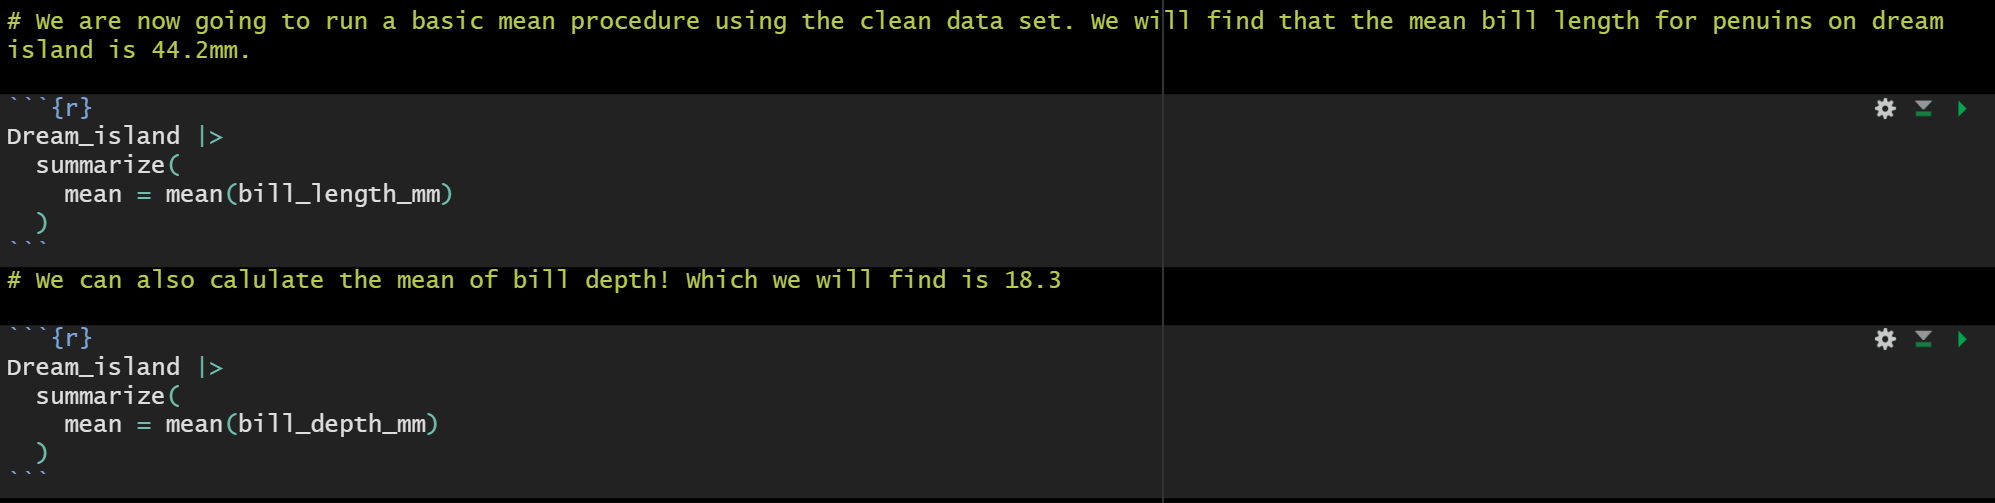 # We are now going to run a basic mean procedure using the clean data set. We will find that the mean bill length for penuins on dream
island is 44.2mm.
```{r}
Dream_island |>
  summarize(
    mean = mean(bill_length_mm)
  )
```
# We can also calulate the mean of bill depth! Which we will find is 18.3
```{r}
Dream_island |>
  summarize(
    mean = mean(bill_depth_mm)
  )
```